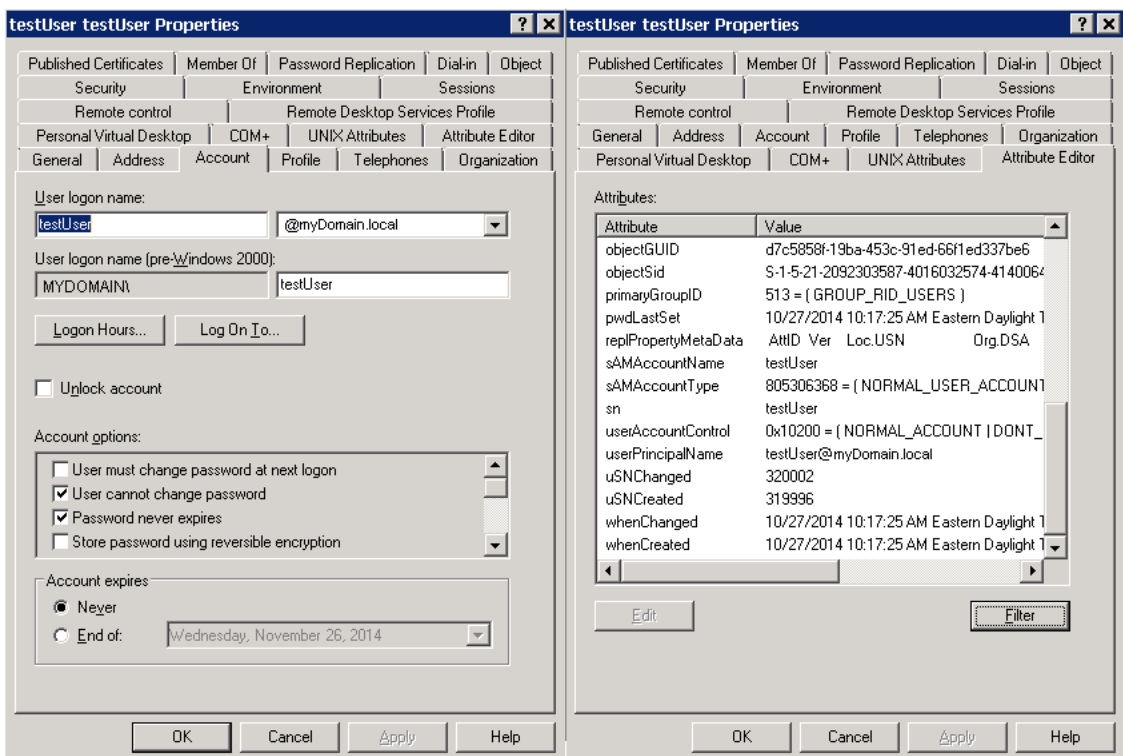 testUser testUser Properties
Published Certificates Member Of Password Replication Dial-in Object
Security Environment Sessions
Remote control Remote Desktop Services Profile
Personal Virtual Desktop COM+ UNIX Attributes Attribute Editor
General Address Account Profile Telephones Organization
User logon name:
testUser @myDomain.local
User logon name (pre-Windows 2000):
MYDOMAIN\ testUser
Logon Hours... Log On To...
Unlock account
Account options:
User must change password at next logon
User cannot change password
Password never expires
Store password using reversible encryption
Account expires
Never
End of: Wednesday, November 26, 2014
OK Cancel Apply Help
testUser testUser Properties
Published Certificates Member Of Password Replication Dial-in Object
Security Environment Sessions
Remote control Remote Desktop Services Profile
General Address Account Profile Telephones Organization
Personal Virtual Desktop COM+ UNIX Attributes Attribute Editor
Attributes:
Attribute Value
objectGUID d7c5858f-19ba-453c-91ed-66f1ed337be6
objectSid S-1-5-21-2092303587-4016032574-4140064
primaryGroupID 513 = ( GROUP_RID_USERS )
pwdLastSet 10/27/2014 10:17:25 AM Eastern Daylight T
replPropertyMetaData AttID Ver Loc.USN Org.DSA
sAMAccountName testUser
sAMAccountType 805306368 = ( NORMAL_USER_ACCOUNT
sn testUser
userAccountControl 0x10200 = ( NORMAL_ACCOUNT | DONT_
userPrincipalName testUser@myDomain.local
uSNChanged 320002
uSNCreated 319996
whenChanged 10/27/2014 10:17:25 AM Eastern Daylight T
whenCreated 10/27/2014 10:17:25 AM Eastern Daylight T
Edit Filter
OK Cancel Apply Help